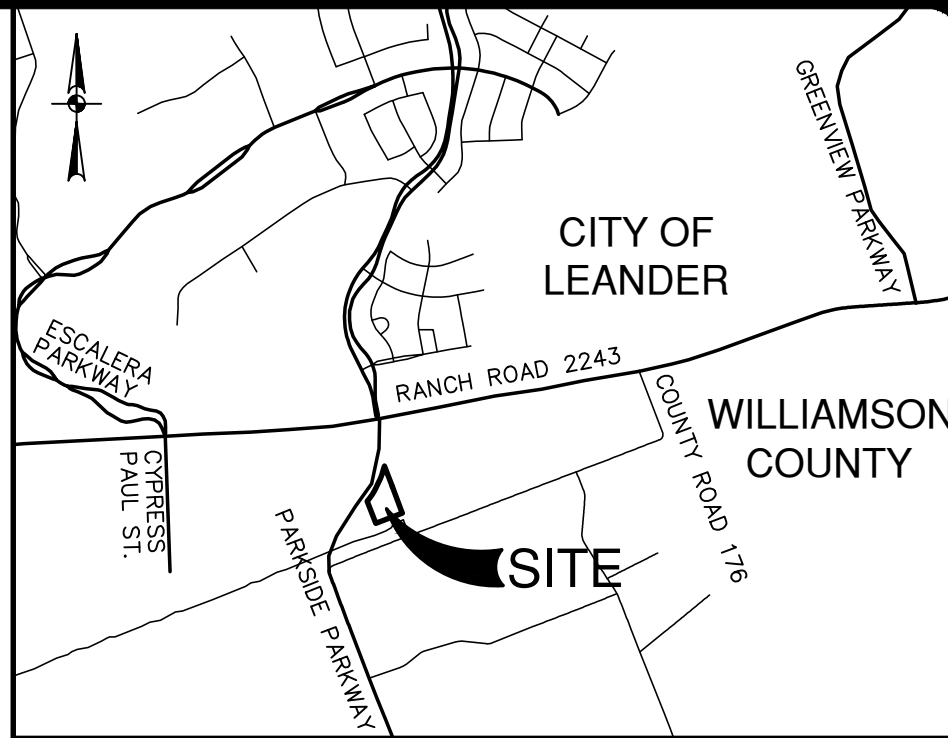 GREENVIEW PARKWAY
CITY OF
LEANDER
ESCALERA
PARKWAY
RANCH ROAD 2243
COUNTY ROAD 176
WILLIAMSON
COUNTY
CYPRESS
PAUL ST.
PARKSIDE PARKWAY
SITE